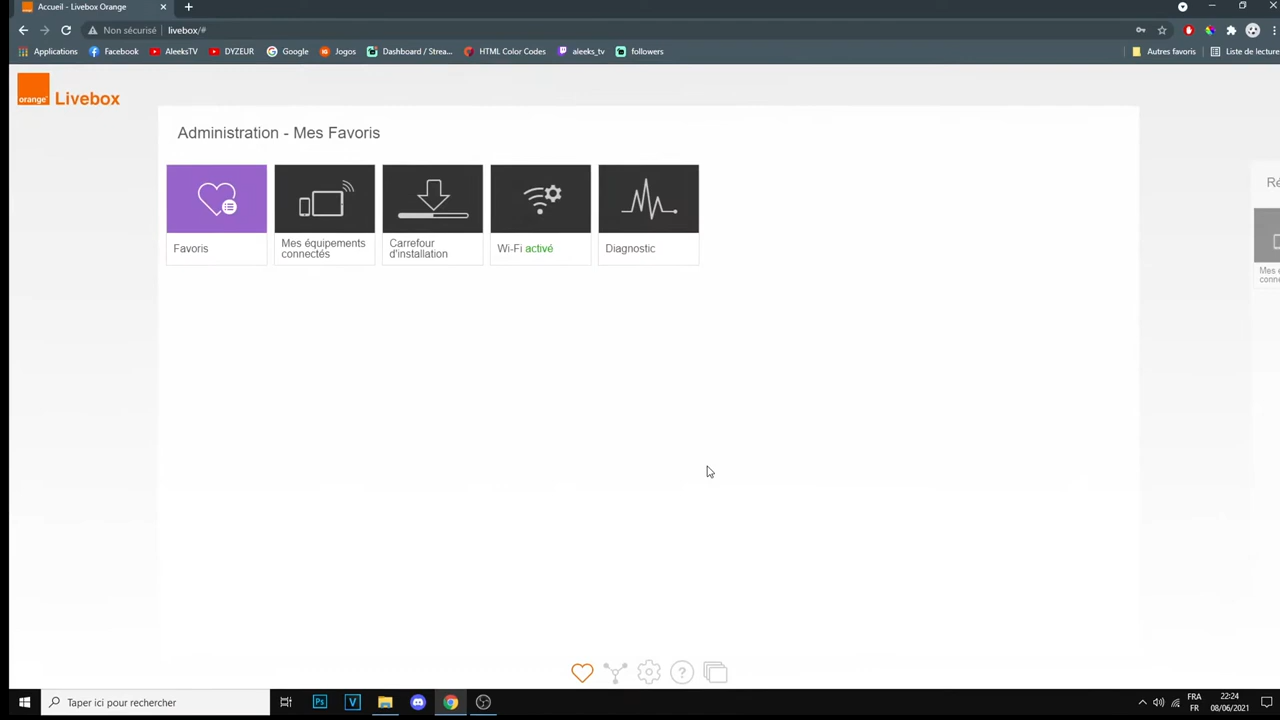 Accueil - Livebox Orange
Non sécurisé livebox/#
Applications Facebook AleeksTV DYZEUR Google Jogos Dashboard / Strea... HTML Color Codes aleeks_tv followers Autres favoris Liste de lecture
orange Livebox
Administration - Mes Favoris
Favoris
Mes équipements
connectés
Carrefour
d'installation
Wi-Fi activé
Diagnostic
Taper ici pour rechercher
Ps
V
FRA
FR
22:24
08/06/2021